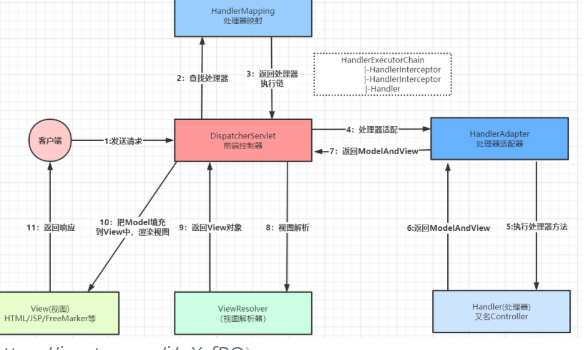 HandlerMapping
处理器映射
2：查找处理器
3：返回处理器
执行链
HandlerExecutorChain
|-HandlerInterceptor
|-HandlerInterceptor
|-Handler
客户端
1:发送请求
DispatcherServlet
前端控制器
4：处理器适配
7：返回ModelAndView
HandlerAdapter
处理器适配器
11：返回响应
10：把Model填充
到View中，渲染视图
9：返回View对象
8：视图解析
6:返回ModelAndView
5:执行处理器方法
View(视图)
HTML/JSP/FreeMarker等
ViewResolver
（视图解析器）
Handler(处理器)
又名Controller